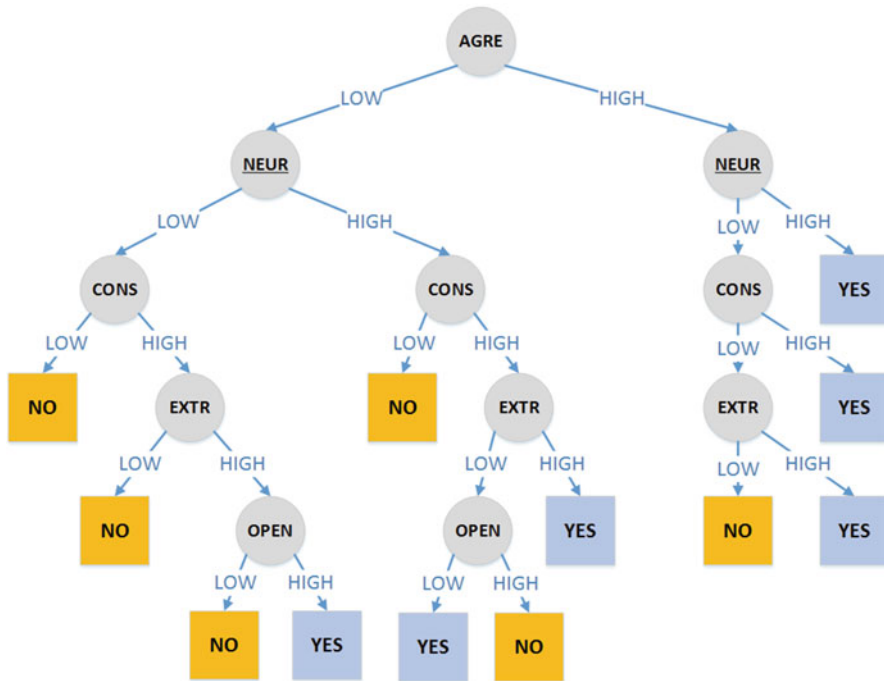 AGRE
LOW HIGH
NEUR NEUR
LOW HIGH LOW HIGH
CONS CONS CONS YES
LOW HIGH LOW HIGH LOW HIGH
NO EXTR NO EXTR EXTR YES
LOW HIGH LOW HIGH LOW HIGH
NO OPEN OPEN YES NO YES
LOW HIGH LOW HIGH
NO YES YES NO